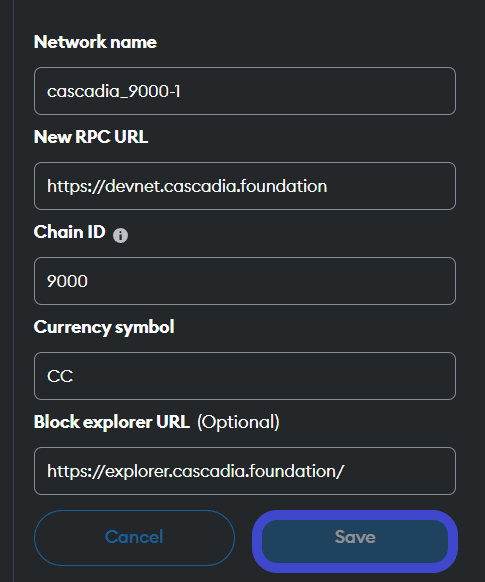 Network name
cascadia_9000-1
New RPC URL
https://devnet.cascadia.foundation
Chain ID
9000
Currency symbol
CC
Block explorer URL (Optional)
https://explorer.cascadia.foundation/
Cancel Save